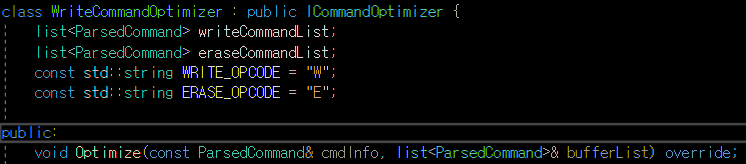 class WriteCommandOptimizer : public ICommandOptimizer {
list<ParsedCommand> writeCommandList;
list<ParsedCommand> eraseCommandList;
const std::string WRITE_OPCODE = "W";
const std::string ERASE_OPCODE = "E";
public:
void Optimize(const ParsedCommand& cmdInfo, list<ParsedCommand>& bufferList) override;